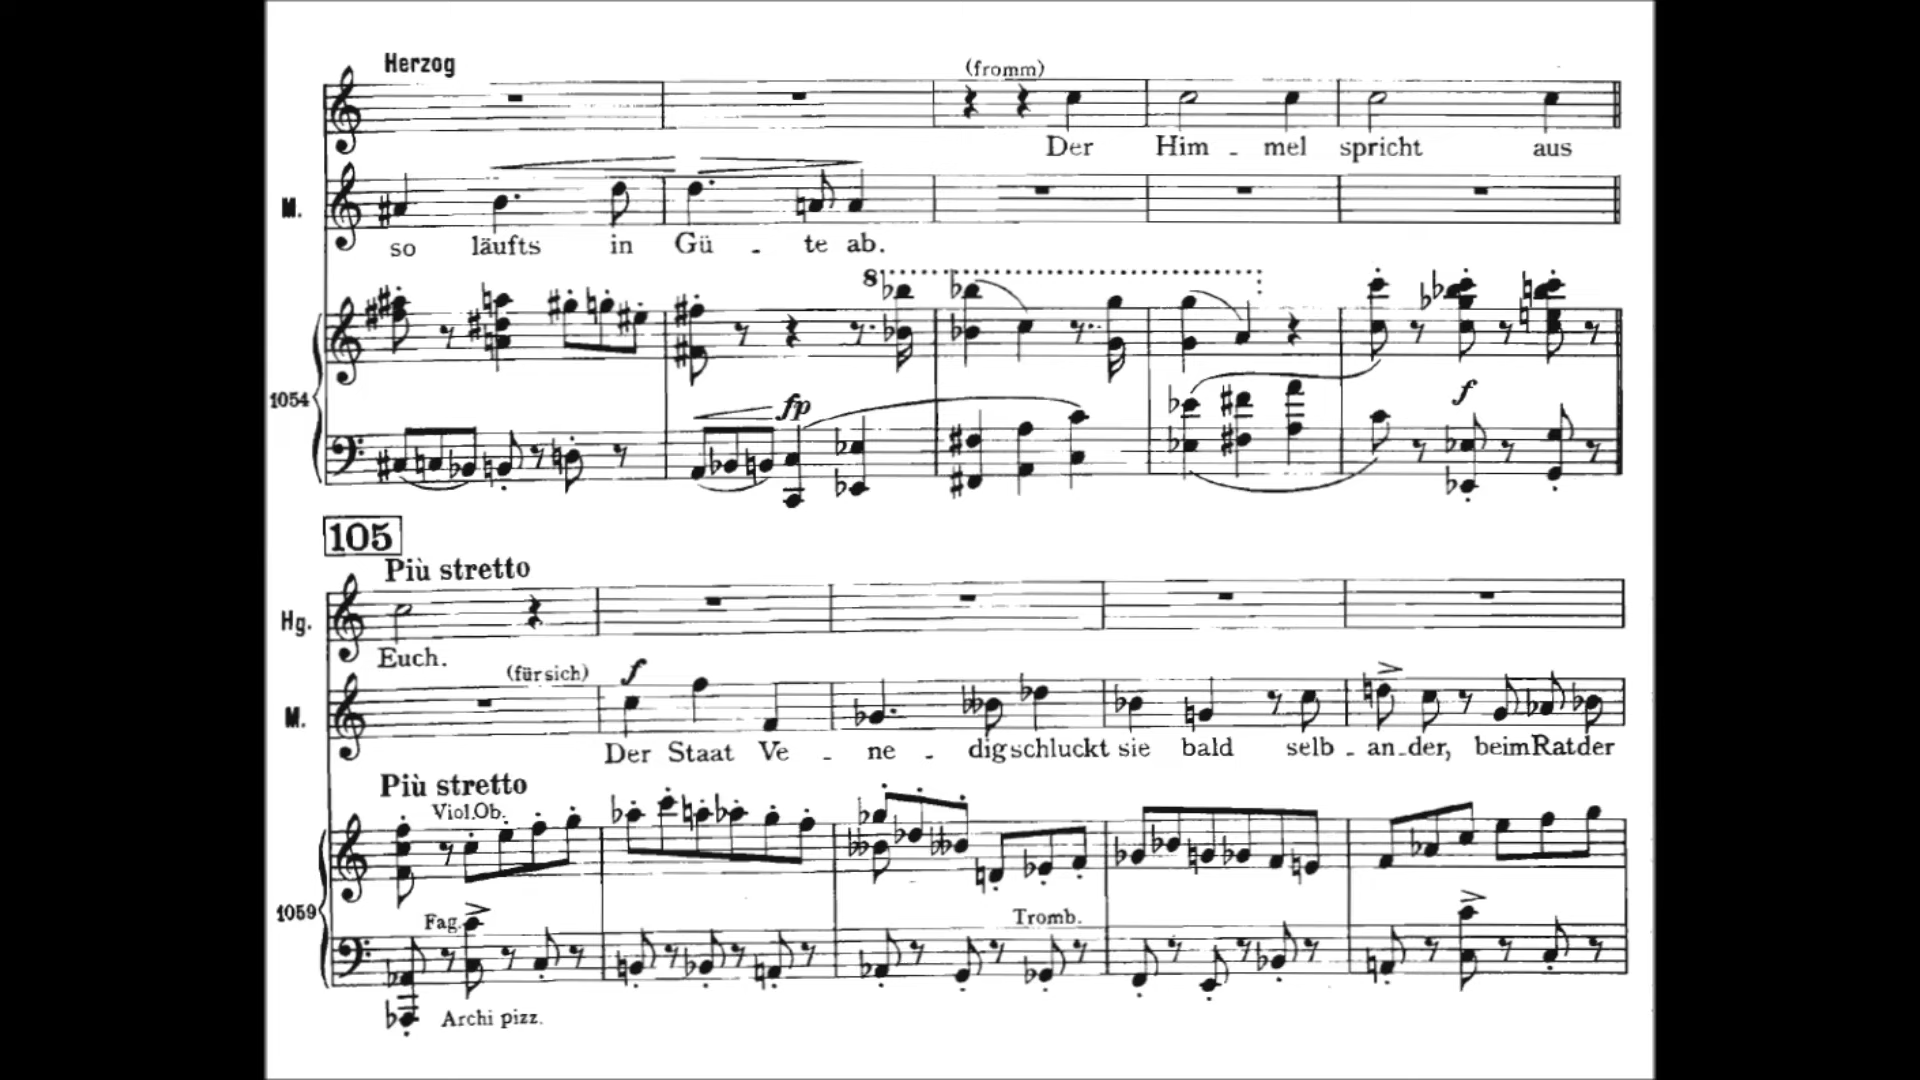 Herzog
(fromm)
Der Him - mel spricht aus
M.
so läufts in Gü - te ab.
8
1054
fp
f
105
Più stretto
Hg.
Euch.
(für sich)
f
M.
Der Staat Ve - ne - dig schluckt sie bald selb - an - der, beim Rat der
Più stretto
Viol.Ob.
1059
Fag.
Tromb.
Archi pizz.